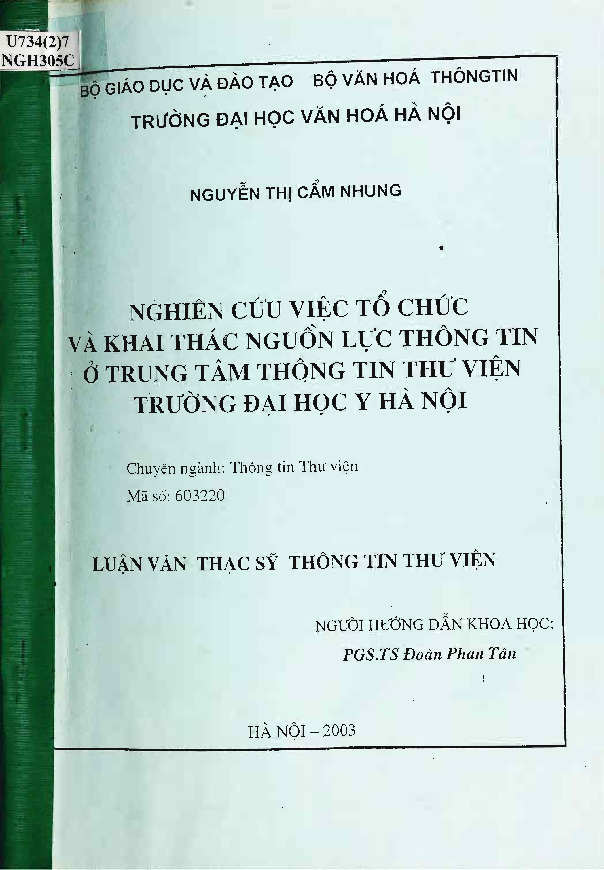 U734(2)7
NGH305C
BỘ GIÁO DỤC VÀ ĐÀO TẠO BỘ VĂN HOÁ THÔNGTIN
TRƯỜNG ĐẠI HỌC VĂN HOÁ HÀ NỘI
NGUYỄN THỊ CẨM NHUNG
NGHIÊN CỨU VIỆC TỔ CHỨC
VÀ KHAI THÁC NGUỒN LỰC THÔNG TIN
Ở TRUNG TÂM THÔNG TIN THƯ VIỆN
TRƯỜNG ĐẠI HỌC Y HÀ NỘI
Chuyên ngành: Thông tin Thư viện
Mã số: 603220
LUẬN VĂN THẠC SỸ THÔNG TIN THƯ VIỆN
NGƯỜI HƯỚNG DẪN KHOA HỌC:
PGS.TS Đoàn Phan Tân
HÀ NỘI – 2003